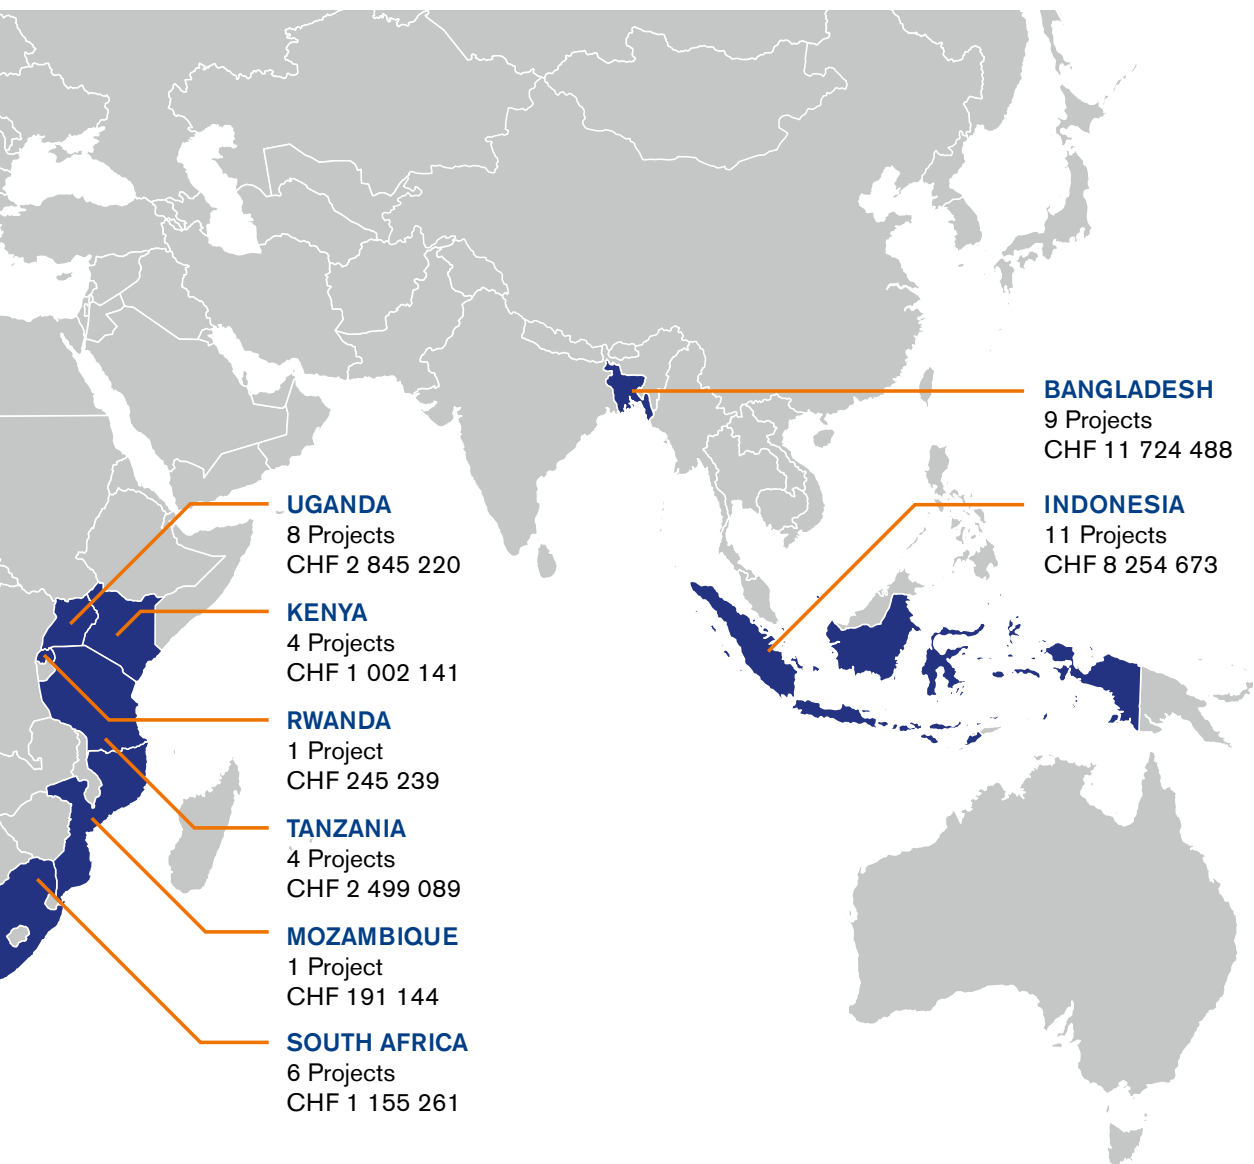 BANGLADESH
9 Projects
CHF 11 724 488
UGANDA
8 Projects
CHF 2 845 220
INDONESIA
11 Projects
CHF 8 254 673
KENYA
4 Projects
CHF 1 002 141
RWANDA
1 Project
CHF 245 239
TANZANIA
4 Projects
CHF 2 499 089
MOZAMBIQUE
1 Project
CHF 191 144
SOUTH AFRICA
6 Projects
CHF 1 155 261